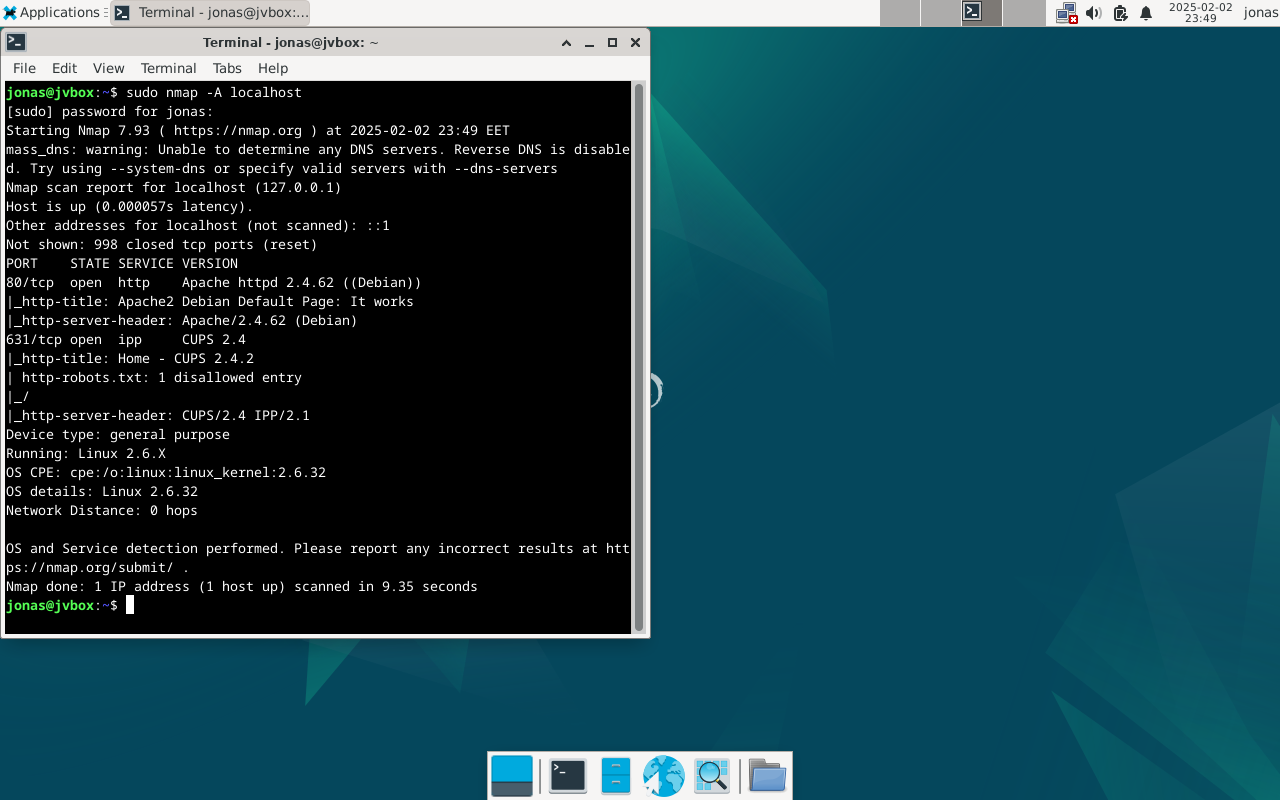 Applications
Terminal - jonas@jvbox:...
2025-02-02
23:49
jonas
Terminal - jonas@jvbox: ~
File Edit View Terminal Tabs Help
jonas@jvbox:~$ sudo nmap -A localhost
[sudo] password for jonas:
Starting Nmap 7.93 ( https://nmap.org ) at 2025-02-02 23:49 EET
mass_dns: warning: Unable to determine any DNS servers. Reverse DNS is disable
d. Try using --system-dns or specify valid servers with --dns-servers
Nmap scan report for localhost (127.0.0.1)
Host is up (0.000057s latency).
Other addresses for localhost (not scanned): ::1
Not shown: 998 closed tcp ports (reset)
PORT    STATE SERVICE VERSION
80/tcp  open  http    Apache httpd 2.4.62 ((Debian))
|_http-title: Apache2 Debian Default Page: It works
|_http-server-header: Apache/2.4.62 (Debian)
631/tcp open  ipp     CUPS 2.4
|_http-title: Home - CUPS 2.4.2
| http-robots.txt: 1 disallowed entry
|_/
|_http-server-header: CUPS/2.4 IPP/2.1
Device type: general purpose
Running: Linux 2.6.X
OS CPE: cpe:/o:linux:linux_kernel:2.6.32
OS details: Linux 2.6.32
Network Distance: 0 hops
OS and Service detection performed. Please report any incorrect results at htt
ps://nmap.org/submit/ .
Nmap done: 1 IP address (1 host up) scanned in 9.35 seconds
jonas@jvbox:~$